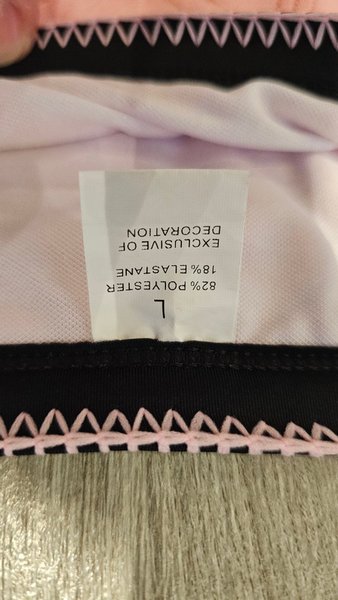 L
82% POLYESTER
18% ELASTANE
EXCLUSIVE OF
DECORATION